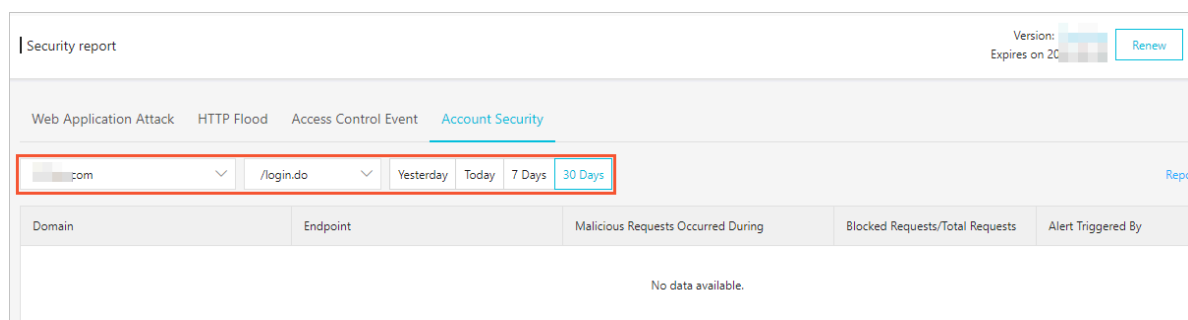 Security report
Version:
Expires on 20
Renew
Web Application Attack HTTP Flood Access Control Event Account Security
com /login.do Yesterday Today 7 Days 30 Days
Domain Endpoint Malicious Requests Occurred During Blocked Requests/Total Requests Alert Triggered By
No data available.